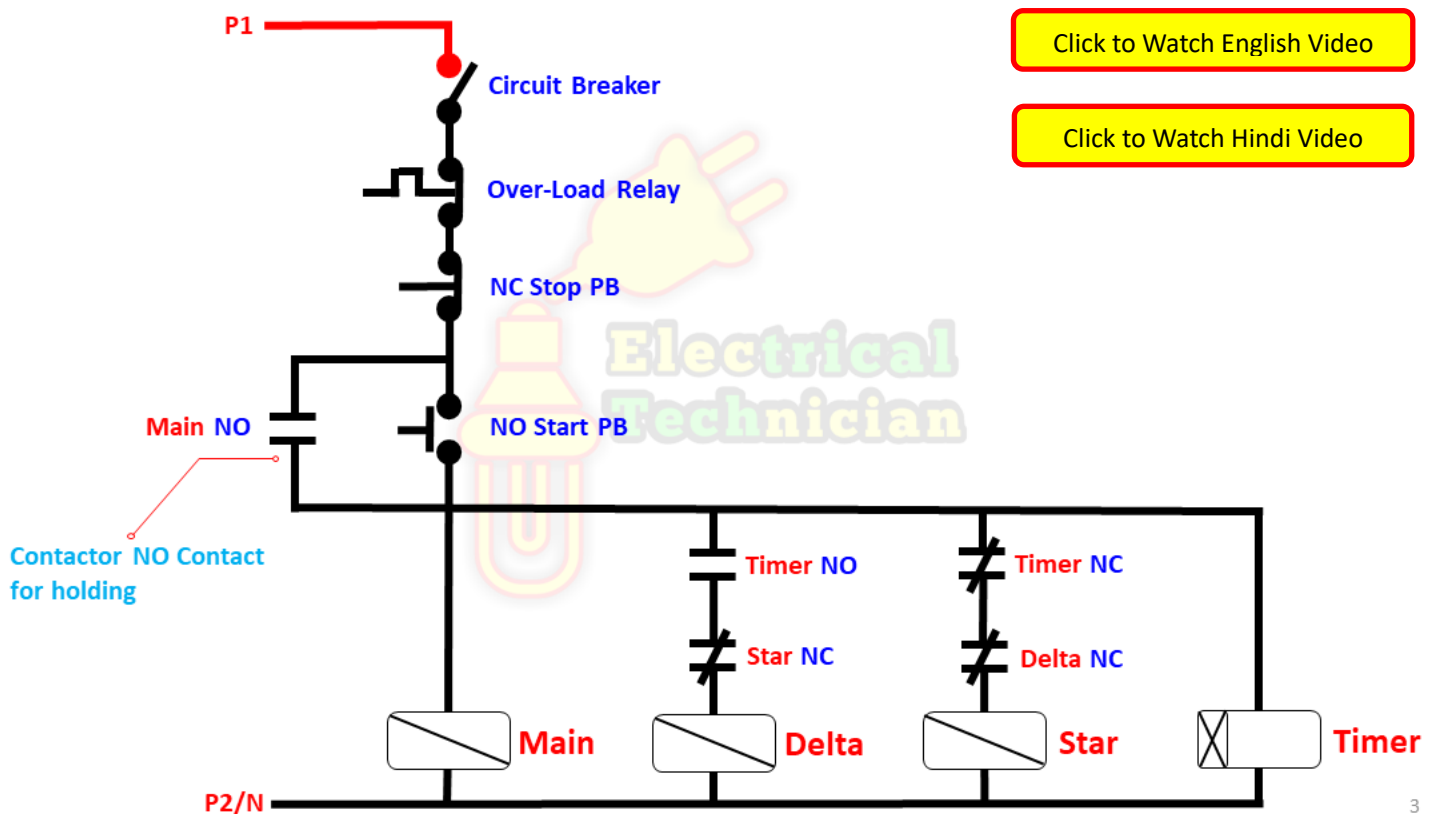 P1
Click to Watch English Video
Circuit Breaker
Click to Watch Hindi Video
Over-Load Relay
NC Stop PB
Electrical
Technician
Main NO
NO Start PB
Contactor NO Contact
for holding
Timer NO
Timer NC
Star NC
Delta NC
Main
Delta
Star
Timer
P2/N
3